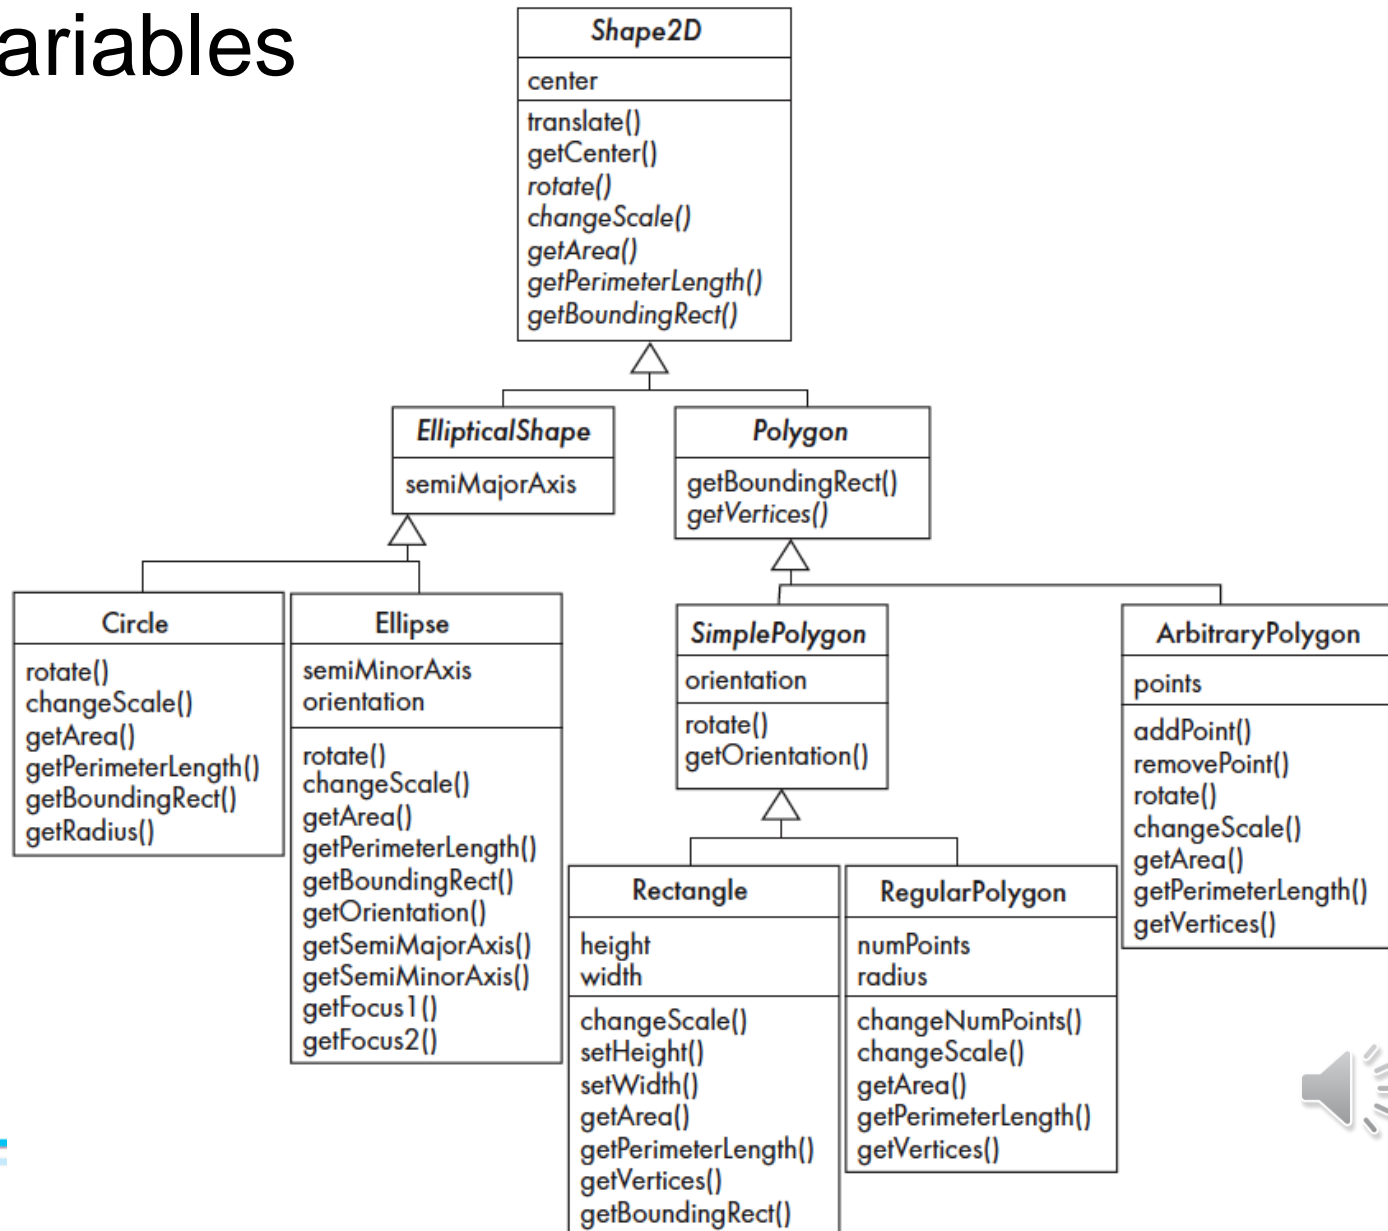 ariables
Shape2D
center
translate()
getCenter()
rotate()
changeScale()
getArea()
getPerimeterLength()
getBoundingRect()
EllipticalShape
semiMajorAxis
Polygon
getBoundingRect()
getVertices()
Circle
rotate()
changeScale()
getArea()
getPerimeterLength()
getBoundingRect()
getRadius()
Ellipse
semiMinorAxis
orientation
rotate()
changeScale()
getArea()
getPerimeterLength()
getBoundingRect()
getOrientation()
getSemiMajorAxis()
getSemiMinorAxis()
getFocus1()
getFocus2()
SimplePolygon
orientation
rotate()
getOrientation()
ArbitraryPolygon
points
addPoint()
removePoint()
rotate()
changeScale()
getArea()
getPerimeterLength()
getVertices()
Rectangle
height
width
changeScale()
setHeight()
setWidth()
getArea()
getPerimeterLength()
getVertices()
getBoundingRect()
RegularPolygon
numPoints
radius
changeNumPoints()
changeScale()
getArea()
getPerimeterLength()
getVertices()